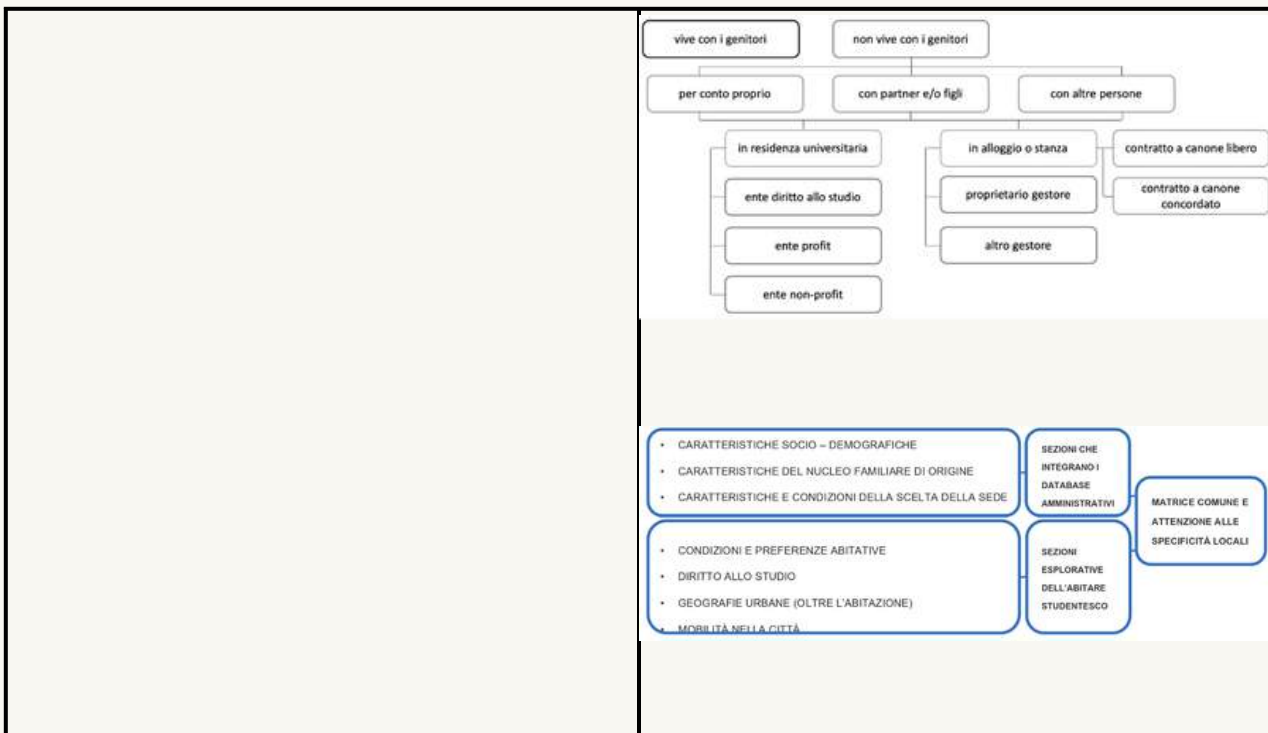 vive con i genitori
non vive con i genitori
per conto proprio
con partner e/o figli
con altre persone
in residenza universitaria
in alloggio o stanza
contratto a canone libero
ente diritto allo studio
proprietario gestore
contratto a canone
concordato
ente profit
altro gestore
ente non-profit
• CARATTERISTICHE SOCIO – DEMOGRAFICHE
• CARATTERISTICHE DEL NUCLEO FAMILIARE DI ORIGINE
• CARATTERISTICHE E CONDIZIONI DELLA SCELTA DELLA SEDE
SEZIONI CHE
INTEGRANO I
DATABASE
AMMINISTRATIVI
MATRICE COMUNE E
ATTENZIONE ALLE
SPECIFICITÀ LOCALI
• CONDIZIONI E PREFERENZE ABITATIVE
• DIRITTO ALLO STUDIO
• GEOGRAFIE URBANE (OLTRE L'ABITAZIONE)
• MOBILITÀ NELLA CITTÀ
SEZIONI
ESPLORATIVE
DELL'ABITARE
STUDENTESCO